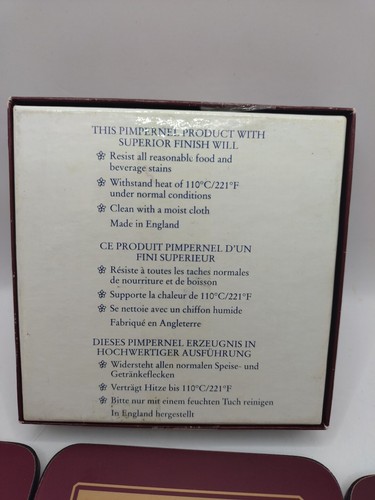 THIS PIMPERNEL PRODUCT WITH
SUPERIOR FINISH WILL
Resist all reasonable food and
beverage stains
Withstand heat of 110°C/221°F
under normal conditions
Clean with a moist cloth
Made in England
CE PRODUIT PIMPERNEL D'UN
FINI SUPERIEUR
Résiste à toutes les taches normales
de nourriture et de boisson
Supporte la chaleur de 110°C/221°F
Se nettoie avec un chiffon humide
Fabriqué en Angleterre
DIESES PIMPERNEL ERZEUGNIS IN
HOCHWERTIGER AUSFÜHRUNG
Widersteht allen normalen Speise- und
Getränkeflecken
Verträgt Hitze bis 110°C/221°F
Bitte nur mit einem feuchten Tuch reinigen
In England hergestellt